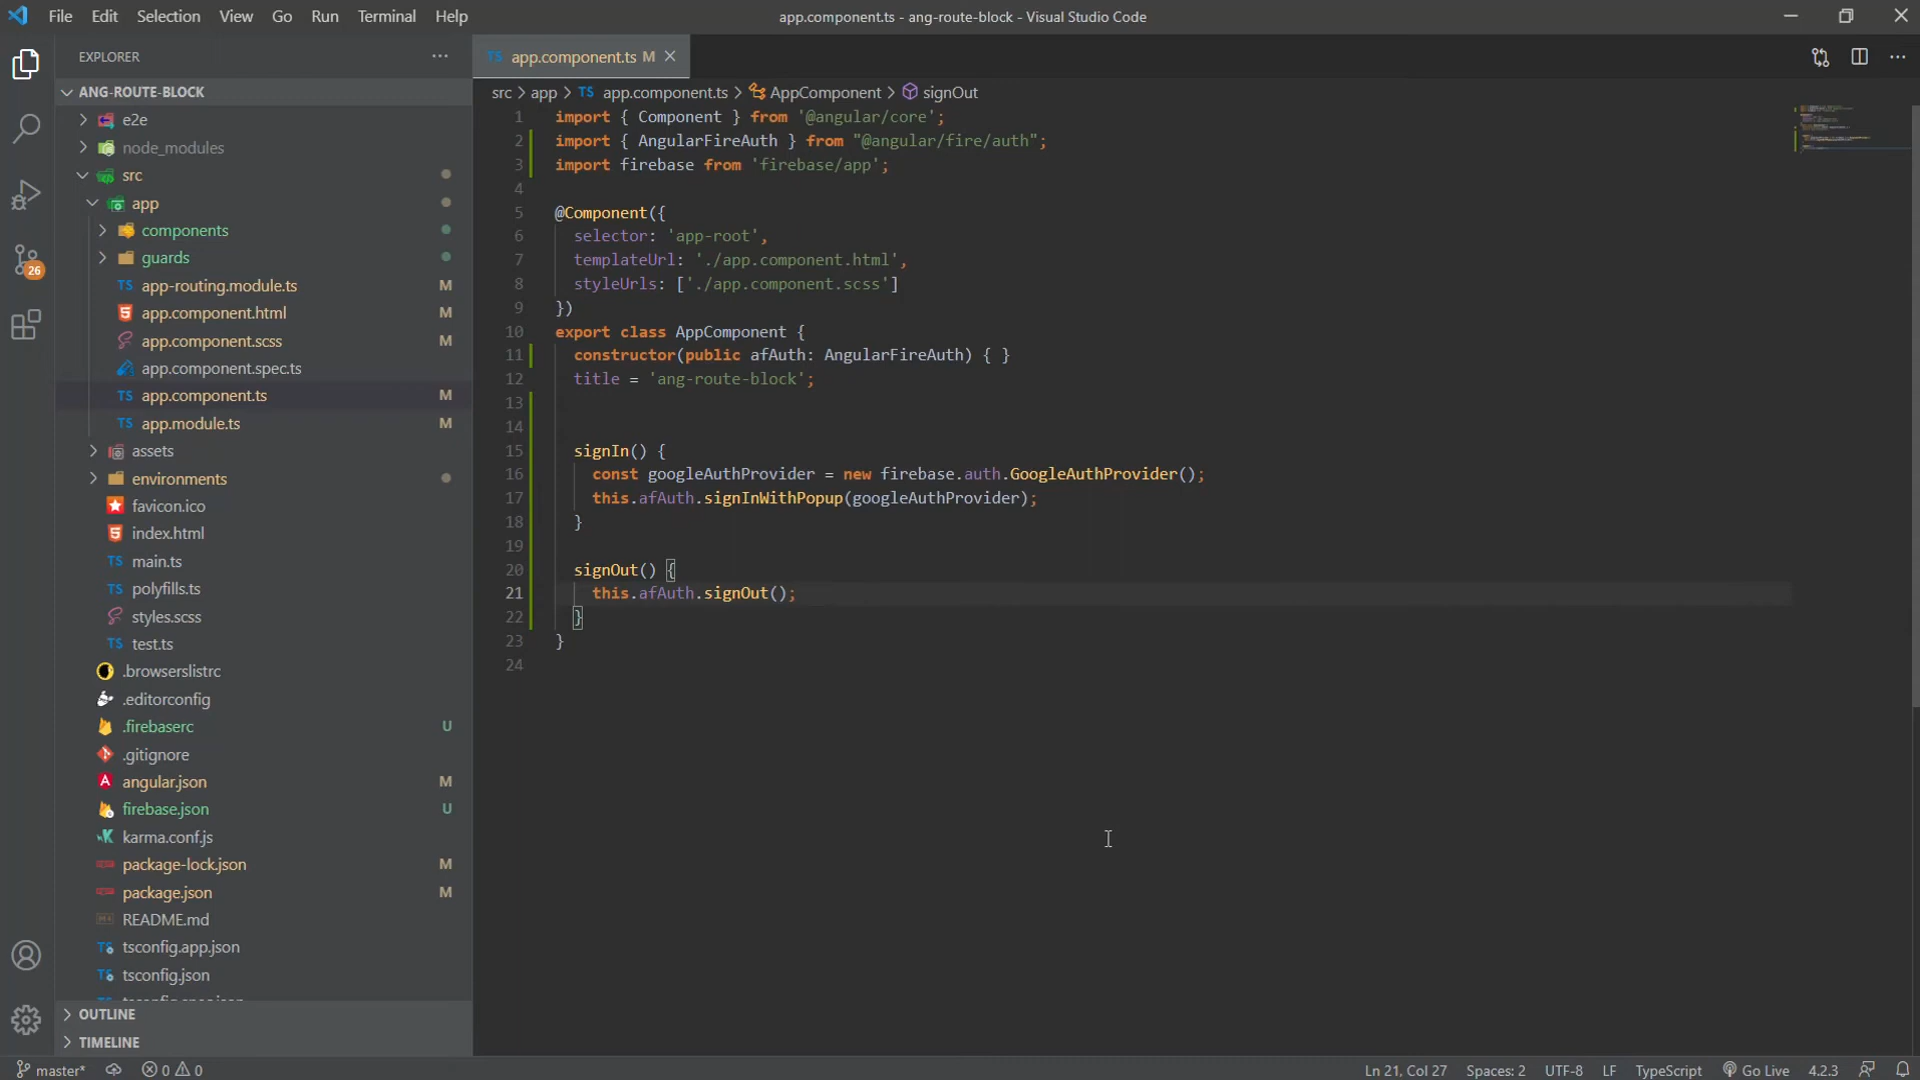 File Edit Selection View Go Run Terminal Help
app.component.ts - ang-route-block - Visual Studio Code
EXPLORER
ANG-ROUTE-BLOCK
e2e
node_modules
src
app
components
guards
app-routing.module.ts M
app.component.html M
app.component.scss M
app.component.spec.ts
TS app.component.ts M
TS app.module.ts M
assets
environments
favicon.ico
index.html
TS main.ts
TS polyfills.ts
styles.scss
TS test.ts
.browserslistrc
.editorconfig
.firebaserc U
.gitignore
angular.json M
firebase.json U
karma.conf.js
package-lock.json M
package.json M
README.md
tsconfig.app.json
tsconfig.json
OUTLINE
TIMELINE
26
TS app.component.ts M
src > app > TS app.component.ts > AppComponent > signOut
1 import { Component } from '@angular/core';
2 import { AngularFireAuth } from "@angular/fire/auth";
3 import firebase from 'firebase/app';
4
5 @Component({
6 selector: 'app-root',
7 templateUrl: './app.component.html',
8 styleUrls: ['./app.component.scss']
9 })
10 export class AppComponent {
11 constructor(public afAuth: AngularFireAuth) { }
12 title = 'ang-route-block';
13
14
15 signIn() {
16 const googleAuthProvider = new firebase.auth.GoogleAuthProvider();
17 this.afAuth.signInWithPopup(googleAuthProvider);
18 }
19
20 signOut() {
21 this.afAuth.signOut();
22 }
23 }
24
master* 0 0
Ln 21, Col 27 Spaces: 2 UTF-8 LF TypeScript Go Live 4.2.3